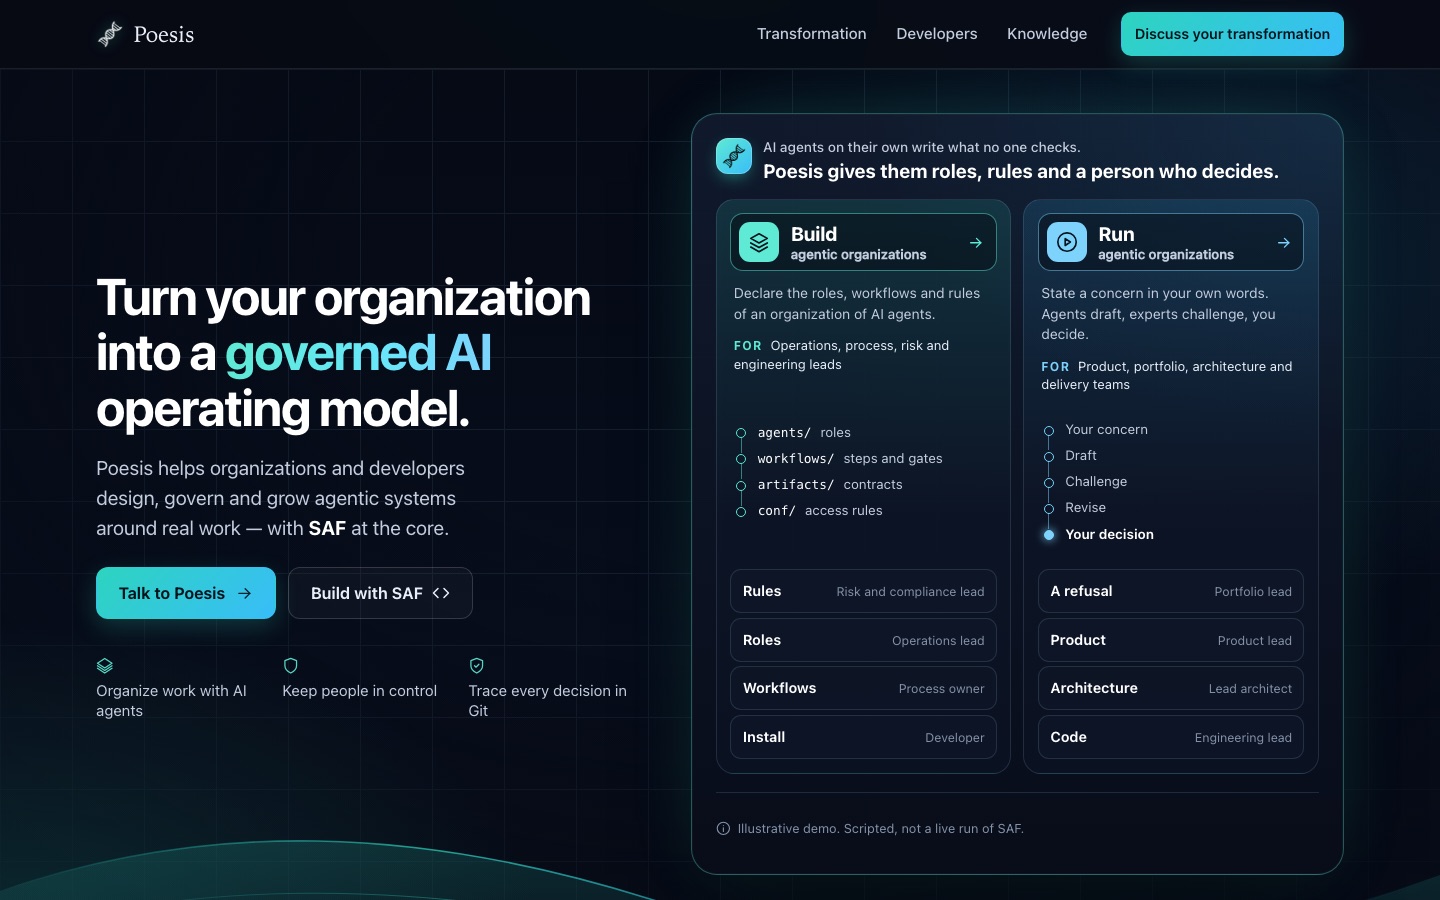 Poesis
Transformation
Developers
Knowledge
Discuss your transformation
Turn your organization
into a governed AI
operating model.
Poesis helps organizations and developers
design, govern and grow agentic systems
around real work — with SAF at the core.
Talk to Poesis
Build with SAF
Organize work with AI
agents
Keep people in control
Trace every decision in
Git
AI agents on their own write what no one checks.
Poesis gives them roles, rules and a person who decides.
Build
agentic organizations
Declare the roles, workflows and rules
of an organization of AI agents.
FOR Operations, process, risk and
engineering leads
agents/ roles
workflows/ steps and gates
artifacts/ contracts
conf/ access rules
Rules Risk and compliance lead
Roles Operations lead
Workflows Process owner
Install Developer
Run
agentic organizations
State a concern in your own words.
Agents draft, experts challenge, you
decide.
FOR Product, portfolio, architecture and
delivery teams
Your concern
Draft
Challenge
Revise
Your decision
A refusal Portfolio lead
Product Product lead
Architecture Lead architect
Code Engineering lead
Illustrative demo. Scripted, not a live run of SAF.